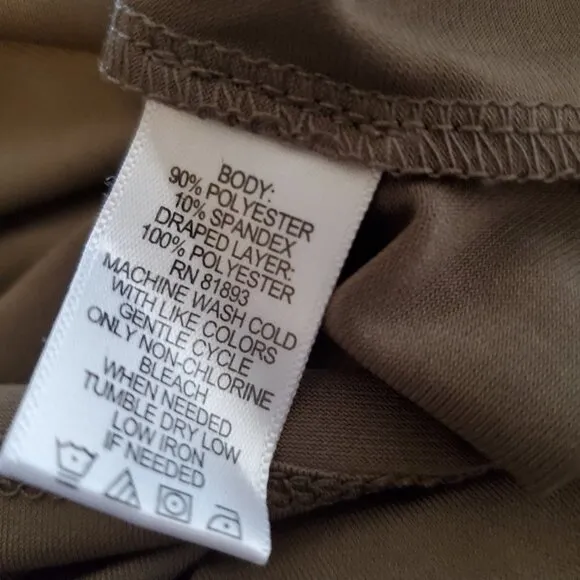 BODY:
90% POLYESTER
10% SPANDEX
DRAPED LAYER:
100% POLYESTER
RN 81893
MACHINE WASH COLD
WITH LIKE COLORS
GENTLE CYCLE
ONLY NON-CHLORINE
BLEACH
WHEN NEEDED
TUMBLE DRY LOW
LOW IRON
IF NEEDED